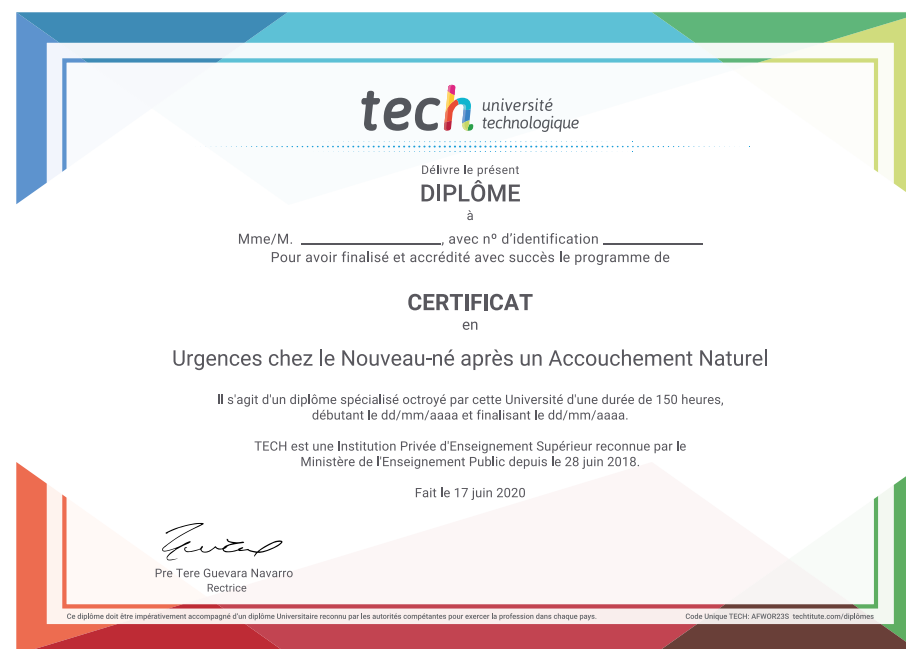 tech université
technologique
Délivre le présent
DIPLÔME
à
Mme/M. ____________________, avec nº d'identification ______________
Pour avoir finalisé et accrédité avec succès le programme de
CERTIFICAT
en
Urgences chez le Nouveau-né après un Accouchement Naturel
Il s'agit d'un diplôme spécialisé octroyé par cette Université d'une durée de 150 heures,
débutant le dd/mm/aaaa et finalisant le dd/mm/aaaa.
TECH est une Institution Privée d'Enseignement Supérieur reconnue par le
Ministère de l'Enseignement Public depuis le 28 juin 2018.
Fait le 17 juin 2020
Pre Tere Guevara Navarro
Rectrice
Ce diplôme doit être impérativement accompagné d'un diplôme Universitaire reconnu par les autorités compétantes pour exercer la profession dans chaque pays.
Code Unique TECH: AFWOR23S techtitute.com/diplômes